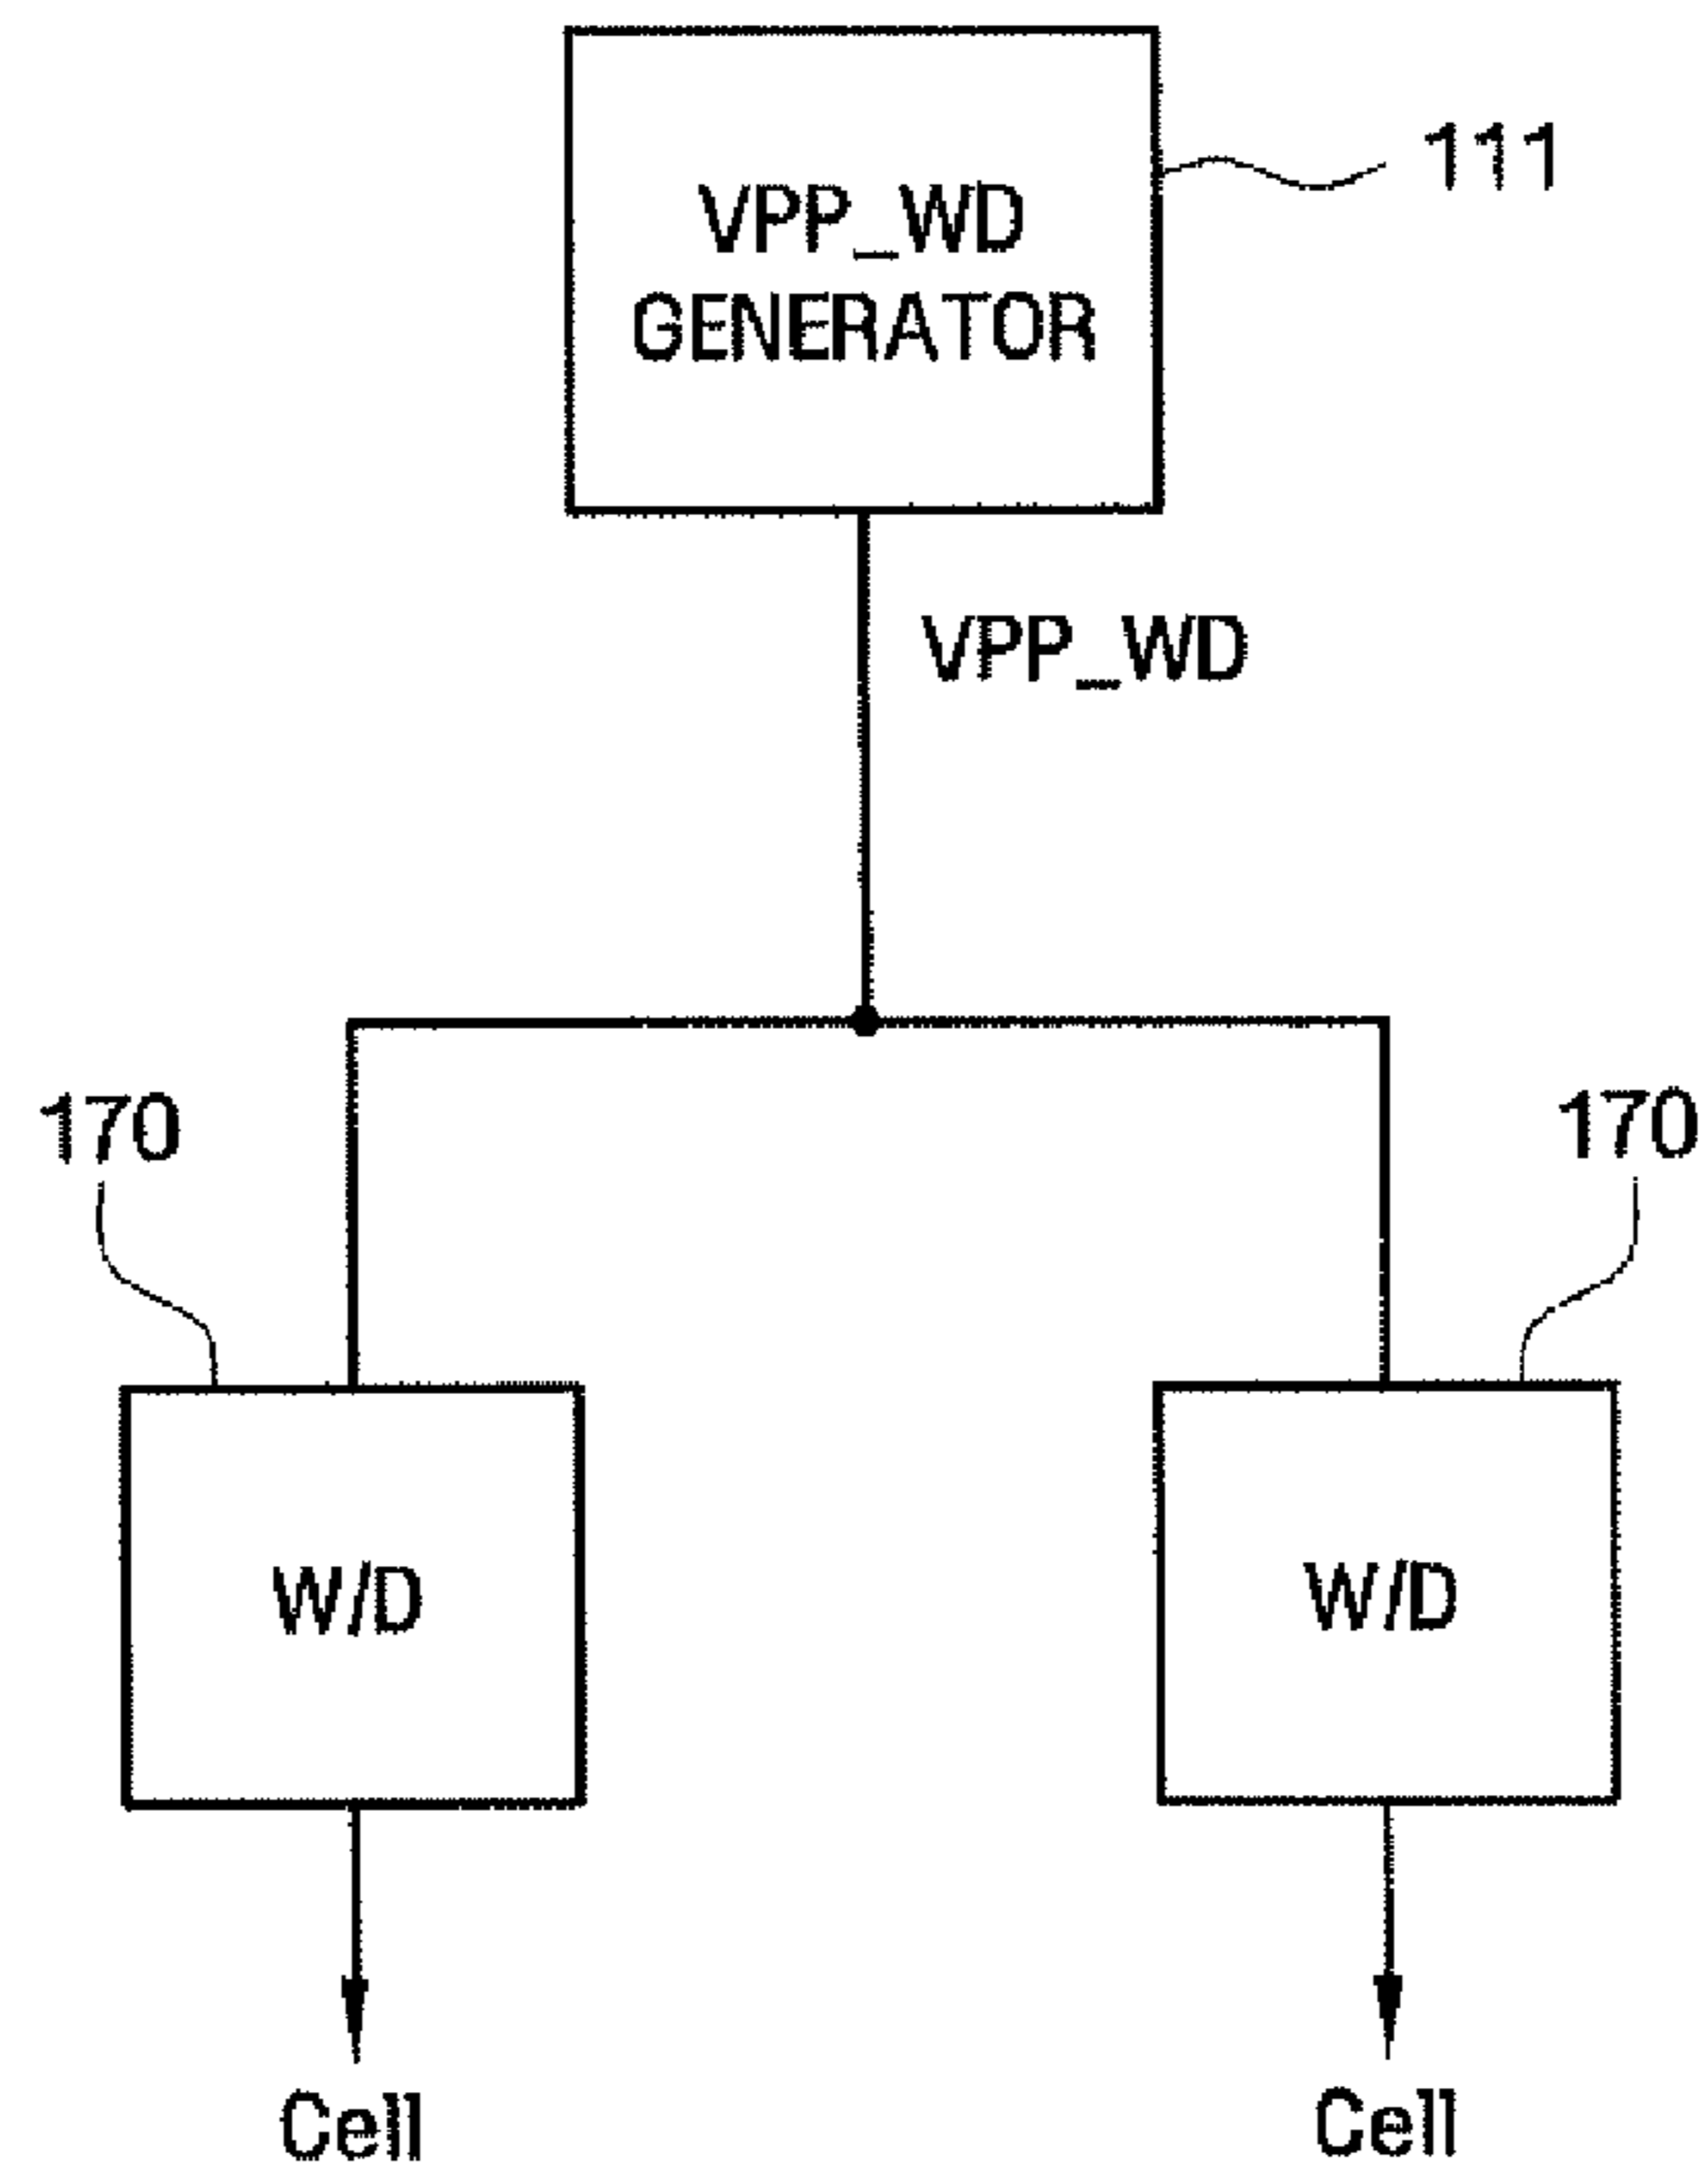 VPP_WD
GENERATOR
111
VPP_WD
170
170
W/D
W/D
Cell
Cell